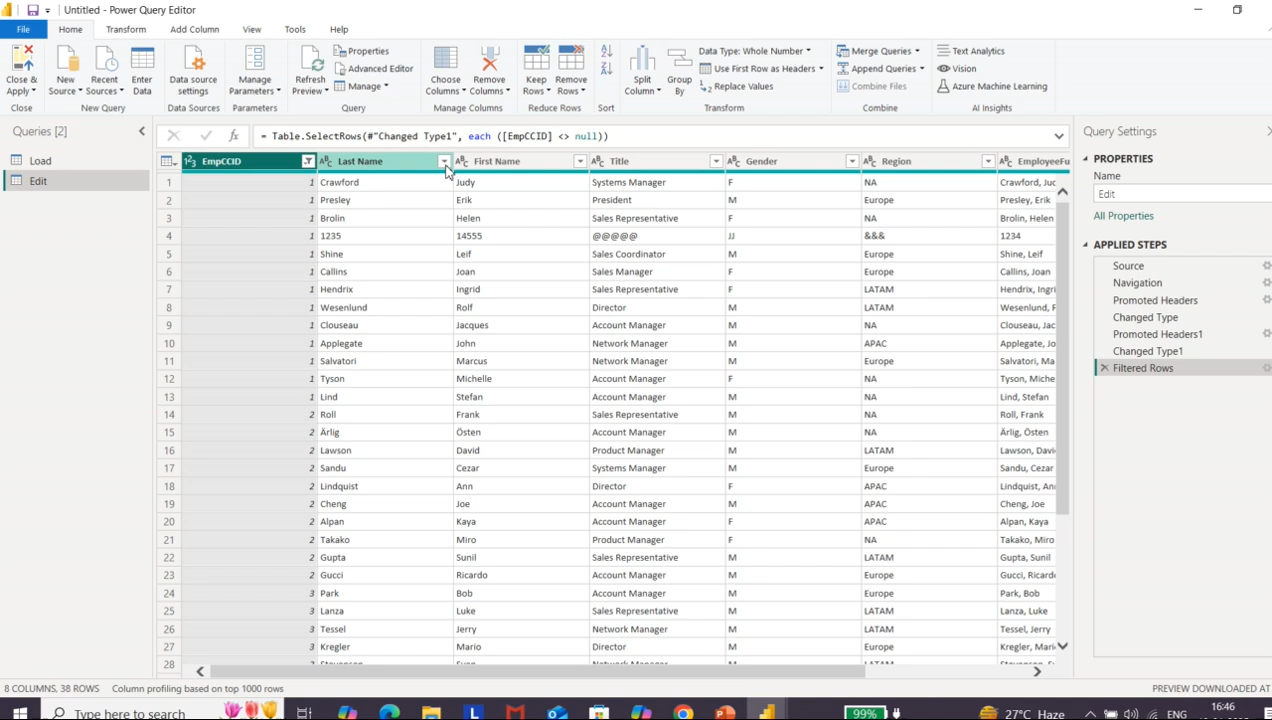 Untitled - Power Query Editor
File Home Transform Add Column View Tools Help
Close & Apply
New Source
Recent Sources
Enter Data
Data source settings
Manage Parameters
Refresh Preview
Properties
Advanced Editor
Manage
Choose Columns
Remove Columns
Keep Rows
Remove Rows
Split Column
Group By
Data Type: Whole Number
Use First Row as Headers
Replace Values
Merge Queries
Append Queries
Combine Files
Text Analytics
Vision
Azure Machine Learning
Close New Query Data Sources Parameters Query Manage Columns Reduce Rows Sort Transform Combine AI Insights
Queries [2]
Load
Edit
= Table.SelectRows(#"Changed Type1", each ([EmpCCID] <> null))
EmpCCID Last Name First Name Title Gender Region EmployeeFu
1 1 Crawford Judy Systems Manager F NA Crawford, Juc
2 1 Presley Erik President M Europe Presley, Erik
3 1 Brolin Helen Sales Representative F NA Brolin, Helen
4 1 1235 14555 @@@@@ JJ &&& 1234
5 1 Shine Leif Sales Coordinator M Europe Shine, Leif
6 1 Callins Joan Sales Manager F Europe Callins, Joan
7 1 Hendrix Ingrid Sales Representative F LATAM Hendrix, Ingri
8 1 Wesenlund Rolf Director M LATAM Wesenlund, F
9 1 Clouseau Jacques Account Manager M NA Clouseau, Jac
10 1 Applegate John Network Manager M APAC Applegate, Jo
11 1 Salvatori Marcus Network Manager M Europe Salvatori, Ma
12 1 Tyson Michelle Account Manager F NA Tyson, Miche
13 1 Lind Stefan Account Manager M NA Lind, Stefan
14 2 Roll Frank Sales Representative M NA Roll, Frank
15 2 Ärlig Östen Account Manager M NA Ärlig, Östen
16 2 Lawson David Product Manager M LATAM Lawson, Davi
17 2 Sandu Cezar Systems Manager M Europe Sandu, Cezar
18 2 Lindquist Ann Director F APAC Lindquist, Ann
19 2 Cheng Joe Account Manager M APAC Cheng, Joe
20 2 Alpan Kaya Account Manager F APAC Alpan, Kaya
21 2 Takako Miro Product Manager F NA Takako, Miro
22 2 Gupta Sunil Sales Representative M LATAM Gupta, Sunil
23 2 Gucci Ricardo Account Manager M Europe Gucci, Ricard
24 3 Park Bob Account Manager M Europe Park, Bob
25 3 Lanza Luke Sales Representative M LATAM Lanza, Luke
26 3 Tessel Jerry Network Manager M LATAM Tessel, Jerry
27 3 Kregler Mario Director M Europe Kregler, Mari
28
Query Settings
PROPERTIES
Name
Edit
All Properties
APPLIED STEPS
Source
Navigation
Promoted Headers
Changed Type
Promoted Headers1
Changed Type1
Filtered Rows
8 COLUMNS, 38 ROWS Column profiling based on top 1000 rows PREVIEW DOWNLOADED AT
Type here to search 99% 27°C Haze ENG 16:46